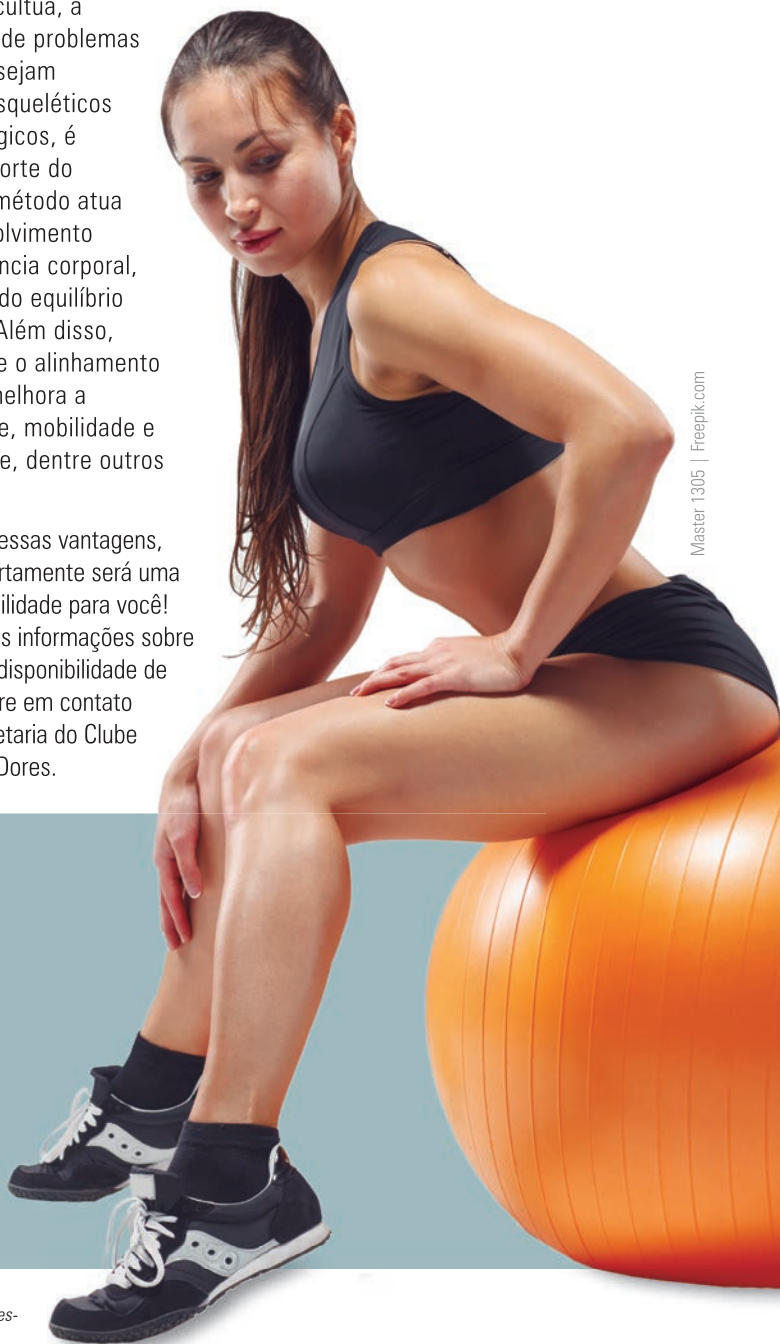 cultua, a
de problemas
sejam
squeléticos
gicos, é
orte do
método atua
olvimento
ncia corporal,
do equilíbrio
Além disso,
e o alinhamento
nelhora a
e, mobilidade e
e, dentre outros
essas vantagens,
rtamente será uma
ilidade para você!
s informações sobre
disponibilidade de
re em contato
etaria do Clube
Dores.
Master 1305 | Freepik.com
es-